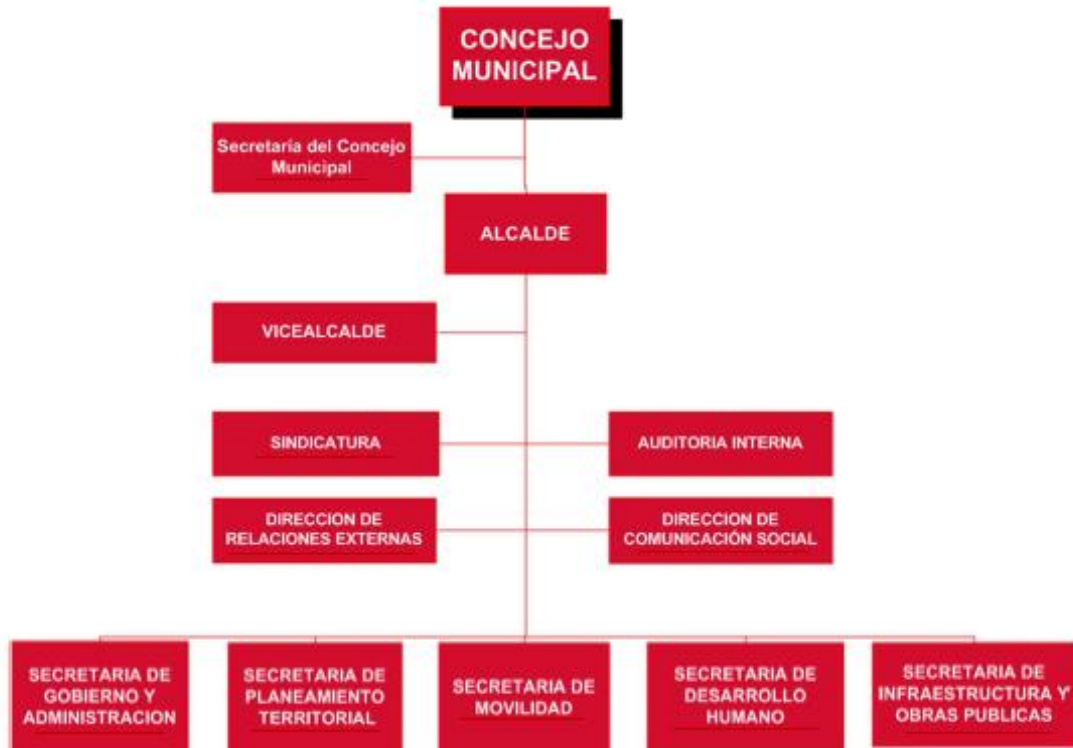 CONCEJO
MUNICIPAL
Secretaría del Concejo
Municipal
ALCALDE
VICEALCALDE
SINDICATURA
AUDITORIA INTERNA
DIRECCION DE
RELACIONES EXTERNAS
DIRECCION DE
COMUNICACIÓN SOCIAL
SECRETARIA DE
GOBIERNO Y
ADMINISTRACION
SECRETARIA DE
PLANEAMIENTO
TERRITORIAL
SECRETARIA DE
MOVILIDAD
SECRETARIA DE
DESARROLLO
HUMANO
SECRETARIA DE
INFRAESTRUCTURA Y
OBRAS PUBLICAS